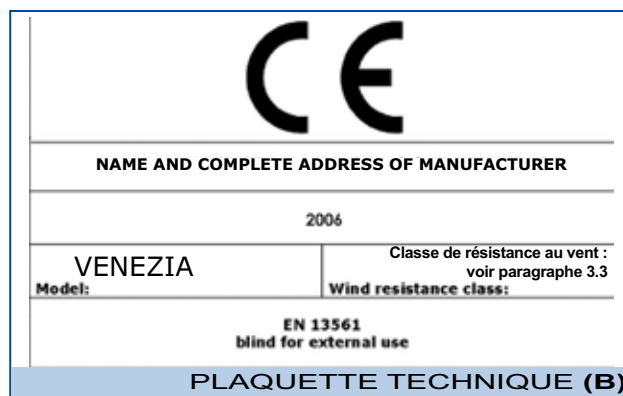 CE
NAME AND COMPLETE ADDRESS OF MANUFACTURER
2006
VENEZIA
Model:
Classe de résistance au vent :
voir paragraphe 3.3
Wind resistance class:
EN 13561
blind for external use
PLAQUETTE TECHNIQUE (B)